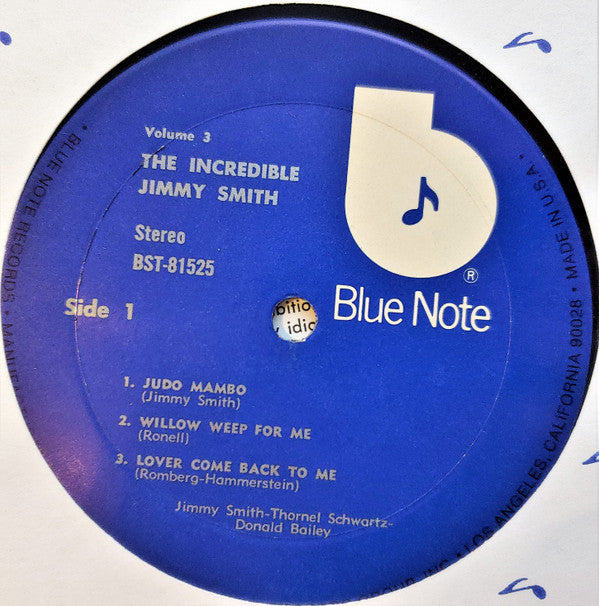 Volume 3
THE INCREDIBLE
JIMMY SMITH
Stereo
BST-81525
Side 1
®
Blue Note
1. JUDO MAMBO
(Jimmy Smith)
2. WILLOW WEEP FOR ME
(Ronell)
3. LOVER COME BACK TO ME
(Romberg-Hammerstein)
Jimmy Smith-Thornel Schwartz-
Donald Bailey
• BLUE NOTE RECORDS •
INC. • LOS ANGELES, CALIFORNIA 90028 • MADE IN U.S.A. •